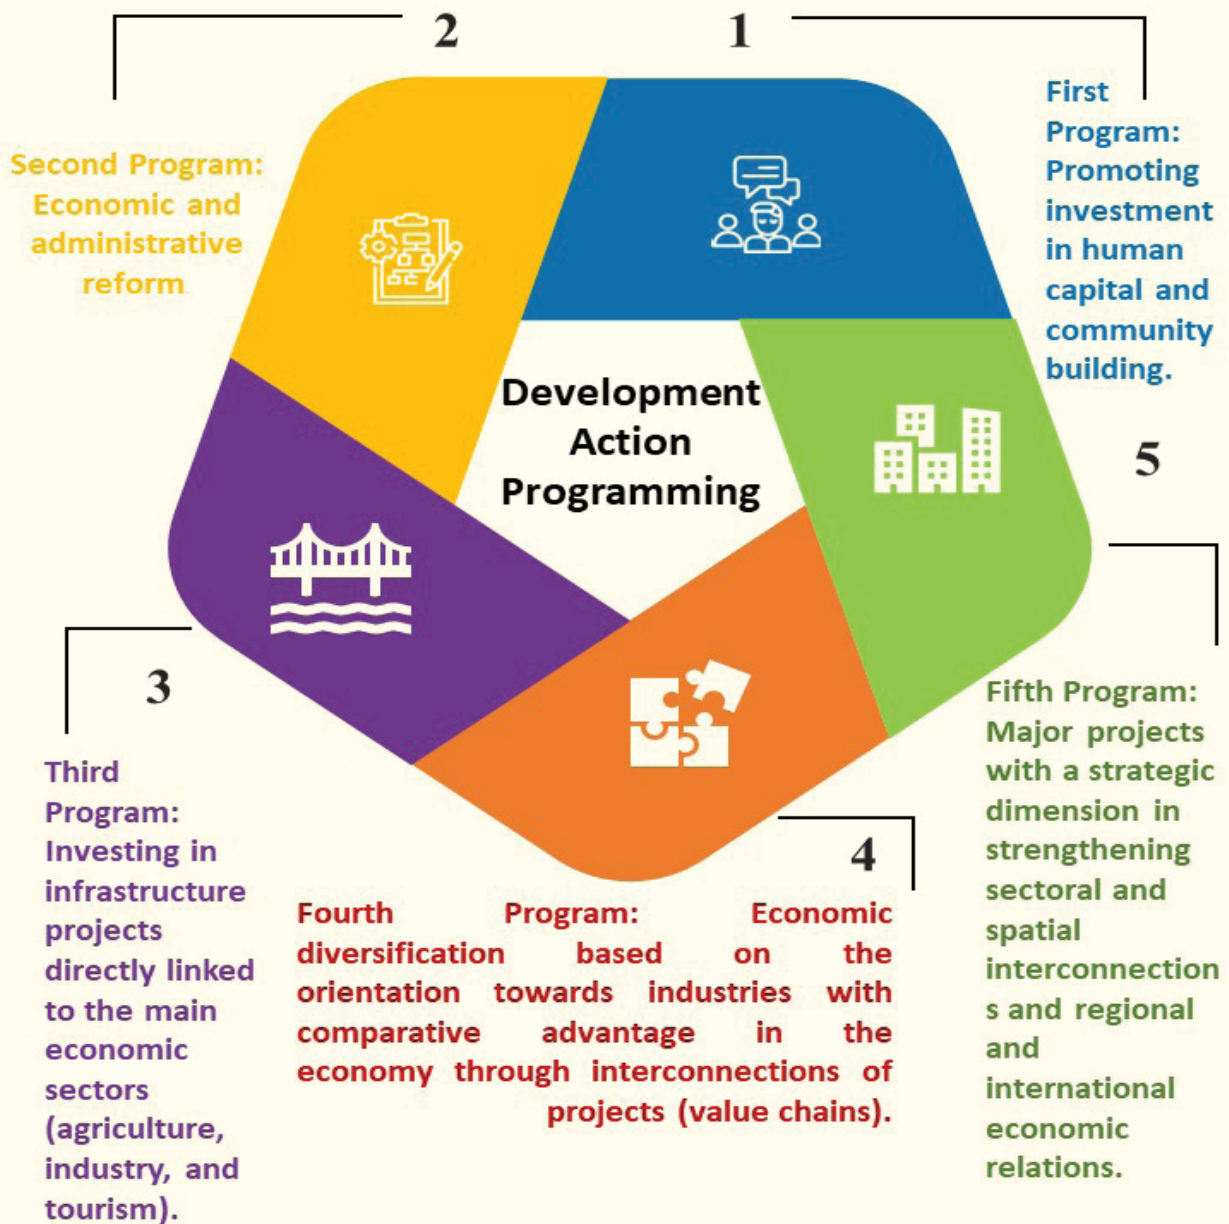 1
First
Program:
Promoting
investment
in human
capital and
community
building.
2
Second Program:
Economic and
administrative
reform.
Development
Action
Programming
3
Third
Program:
Investing in
infrastructure
projects
directly linked
to the main
economic
sectors
(agriculture,
industry, and
tourism).
4
Fourth Program: Economic
diversification based on the
orientation towards industries with
comparative advantage in the
economy through interconnections of
projects (value chains).
5
Fifth Program:
Major projects
with a strategic
dimension in
strengthening
sectoral and
spatial
interconnection
s and regional
and
international
economic
relations.